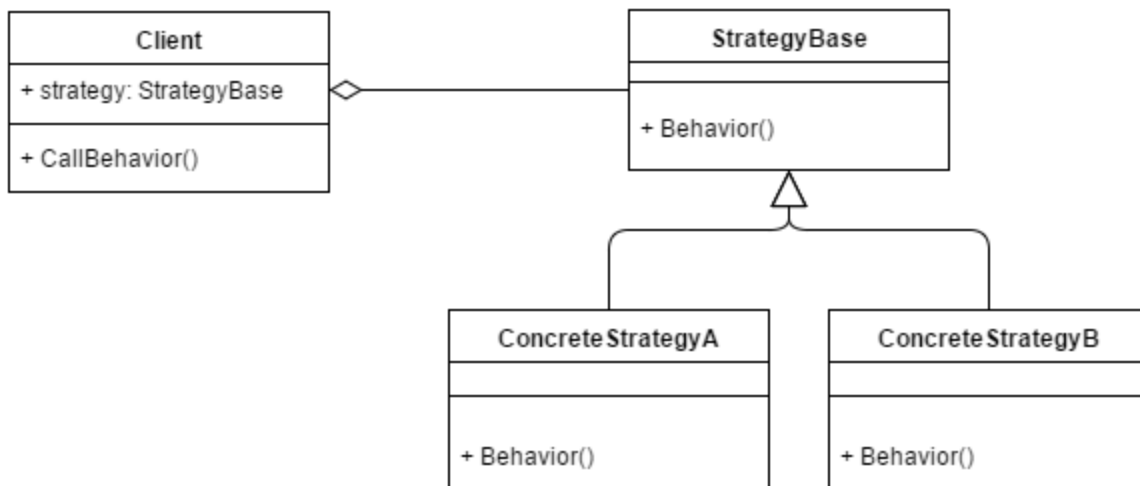 Client
+ strategy: StrategyBase
+ CallBehavior()
StrategyBase
+ Behavior()
ConcreteStrategyA
+ Behavior()
ConcreteStrategyB
+ Behavior()